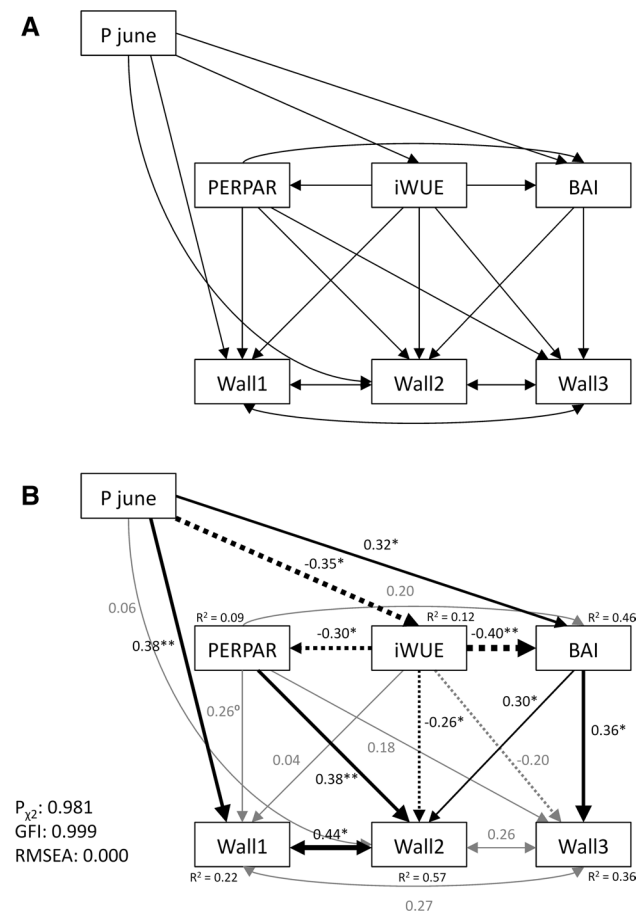 A
P june
PERPAR iWUE BAI
Wall1 Wall2 Wall3
B
P june
0.32*
-0.35*
0.20
0.06
R² = 0.09 R² = 0.12 R² = 0.46
0.38**
-0.30* -0.40**
PERPAR iWUE BAI
0.26º -0.26* 0.30* 0.36*
0.04 0.18 -0.20
0.38**
Pχ2: 0.981
GFI: 0.999
RMSEA: 0.000
0.44* 0.26
Wall1 Wall2 Wall3
R² = 0.22 R² = 0.57 R² = 0.36
0.27